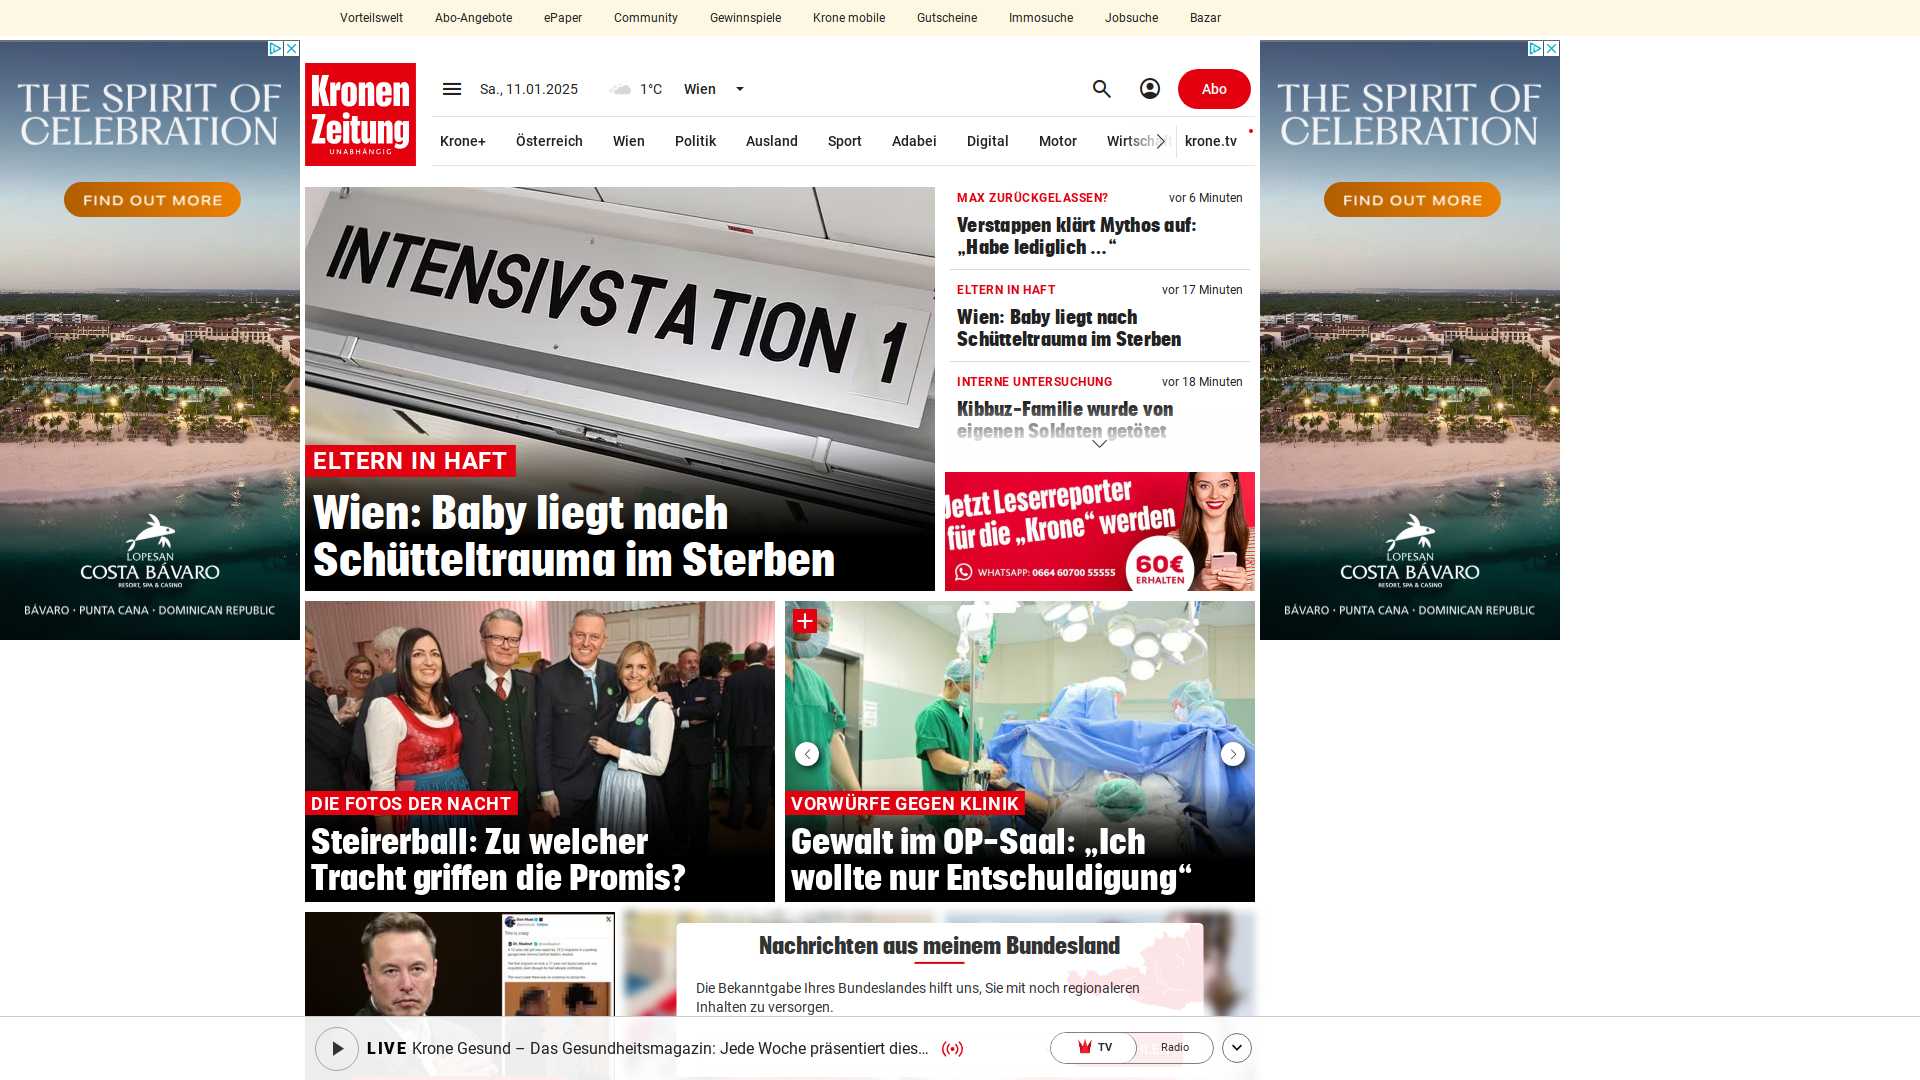 Vorteilswelt Abo-Angebote ePaper Community Gewinnspiele Krone mobile Gutscheine Immosuche Jobsuche Bazar
THE SPIRIT OF
CELEBRATION
FIND OUT MORE
LOPESAN
COSTA BÁVARO
RESORT, SPA & CASINO
BÁVARO · PUNTA CANA · DOMINICAN REPUBLIC
Kronen
Zeitung
UNABHÄNGIG
Sa., 11.01.2025 1°C Wien
Abo
Krone+ Österreich Wien Politik Ausland Sport Adabei Digital Motor Wirtschaft krone.tv
INTENSIVSTATION 1
ELTERN IN HAFT
Wien: Baby liegt nach
Schütteltrauma im Sterben
MAX ZURÜCKGELASSEN? vor 6 Minuten
Verstappen klärt Mythos auf:
„Habe lediglich ...“
ELTERN IN HAFT vor 17 Minuten
Wien: Baby liegt nach
Schütteltrauma im Sterben
INTERNE UNTERSUCHUNG vor 18 Minuten
Kibbuz-Familie wurde von
eigenen Soldaten getötet
Jetzt Leserreporter
für die „Krone“ werden
WHATSAPP: 0664 60700 55555
60€
ERHALTEN
THE SPIRIT OF
CELEBRATION
FIND OUT MORE
LOPESAN
COSTA BÁVARO
RESORT, SPA & CASINO
BÁVARO · PUNTA CANA · DOMINICAN REPUBLIC
DIE FOTOS DER NACHT
Steirerball: Zu welcher
Tracht griffen die Promis?
VORWÜRFE GEGEN KLINIK
Gewalt im OP-Saal: „Ich
wollte nur Entschuldigung“
Nachrichten aus meinem Bundesland
Die Bekanntgabe Ihres Bundeslandes hilft uns, Sie mit noch regionaleren
Inhalten zu versorgen.
LIVE Krone Gesund – Das Gesundheitsmagazin: Jede Woche präsentiert dies...
TV Radio